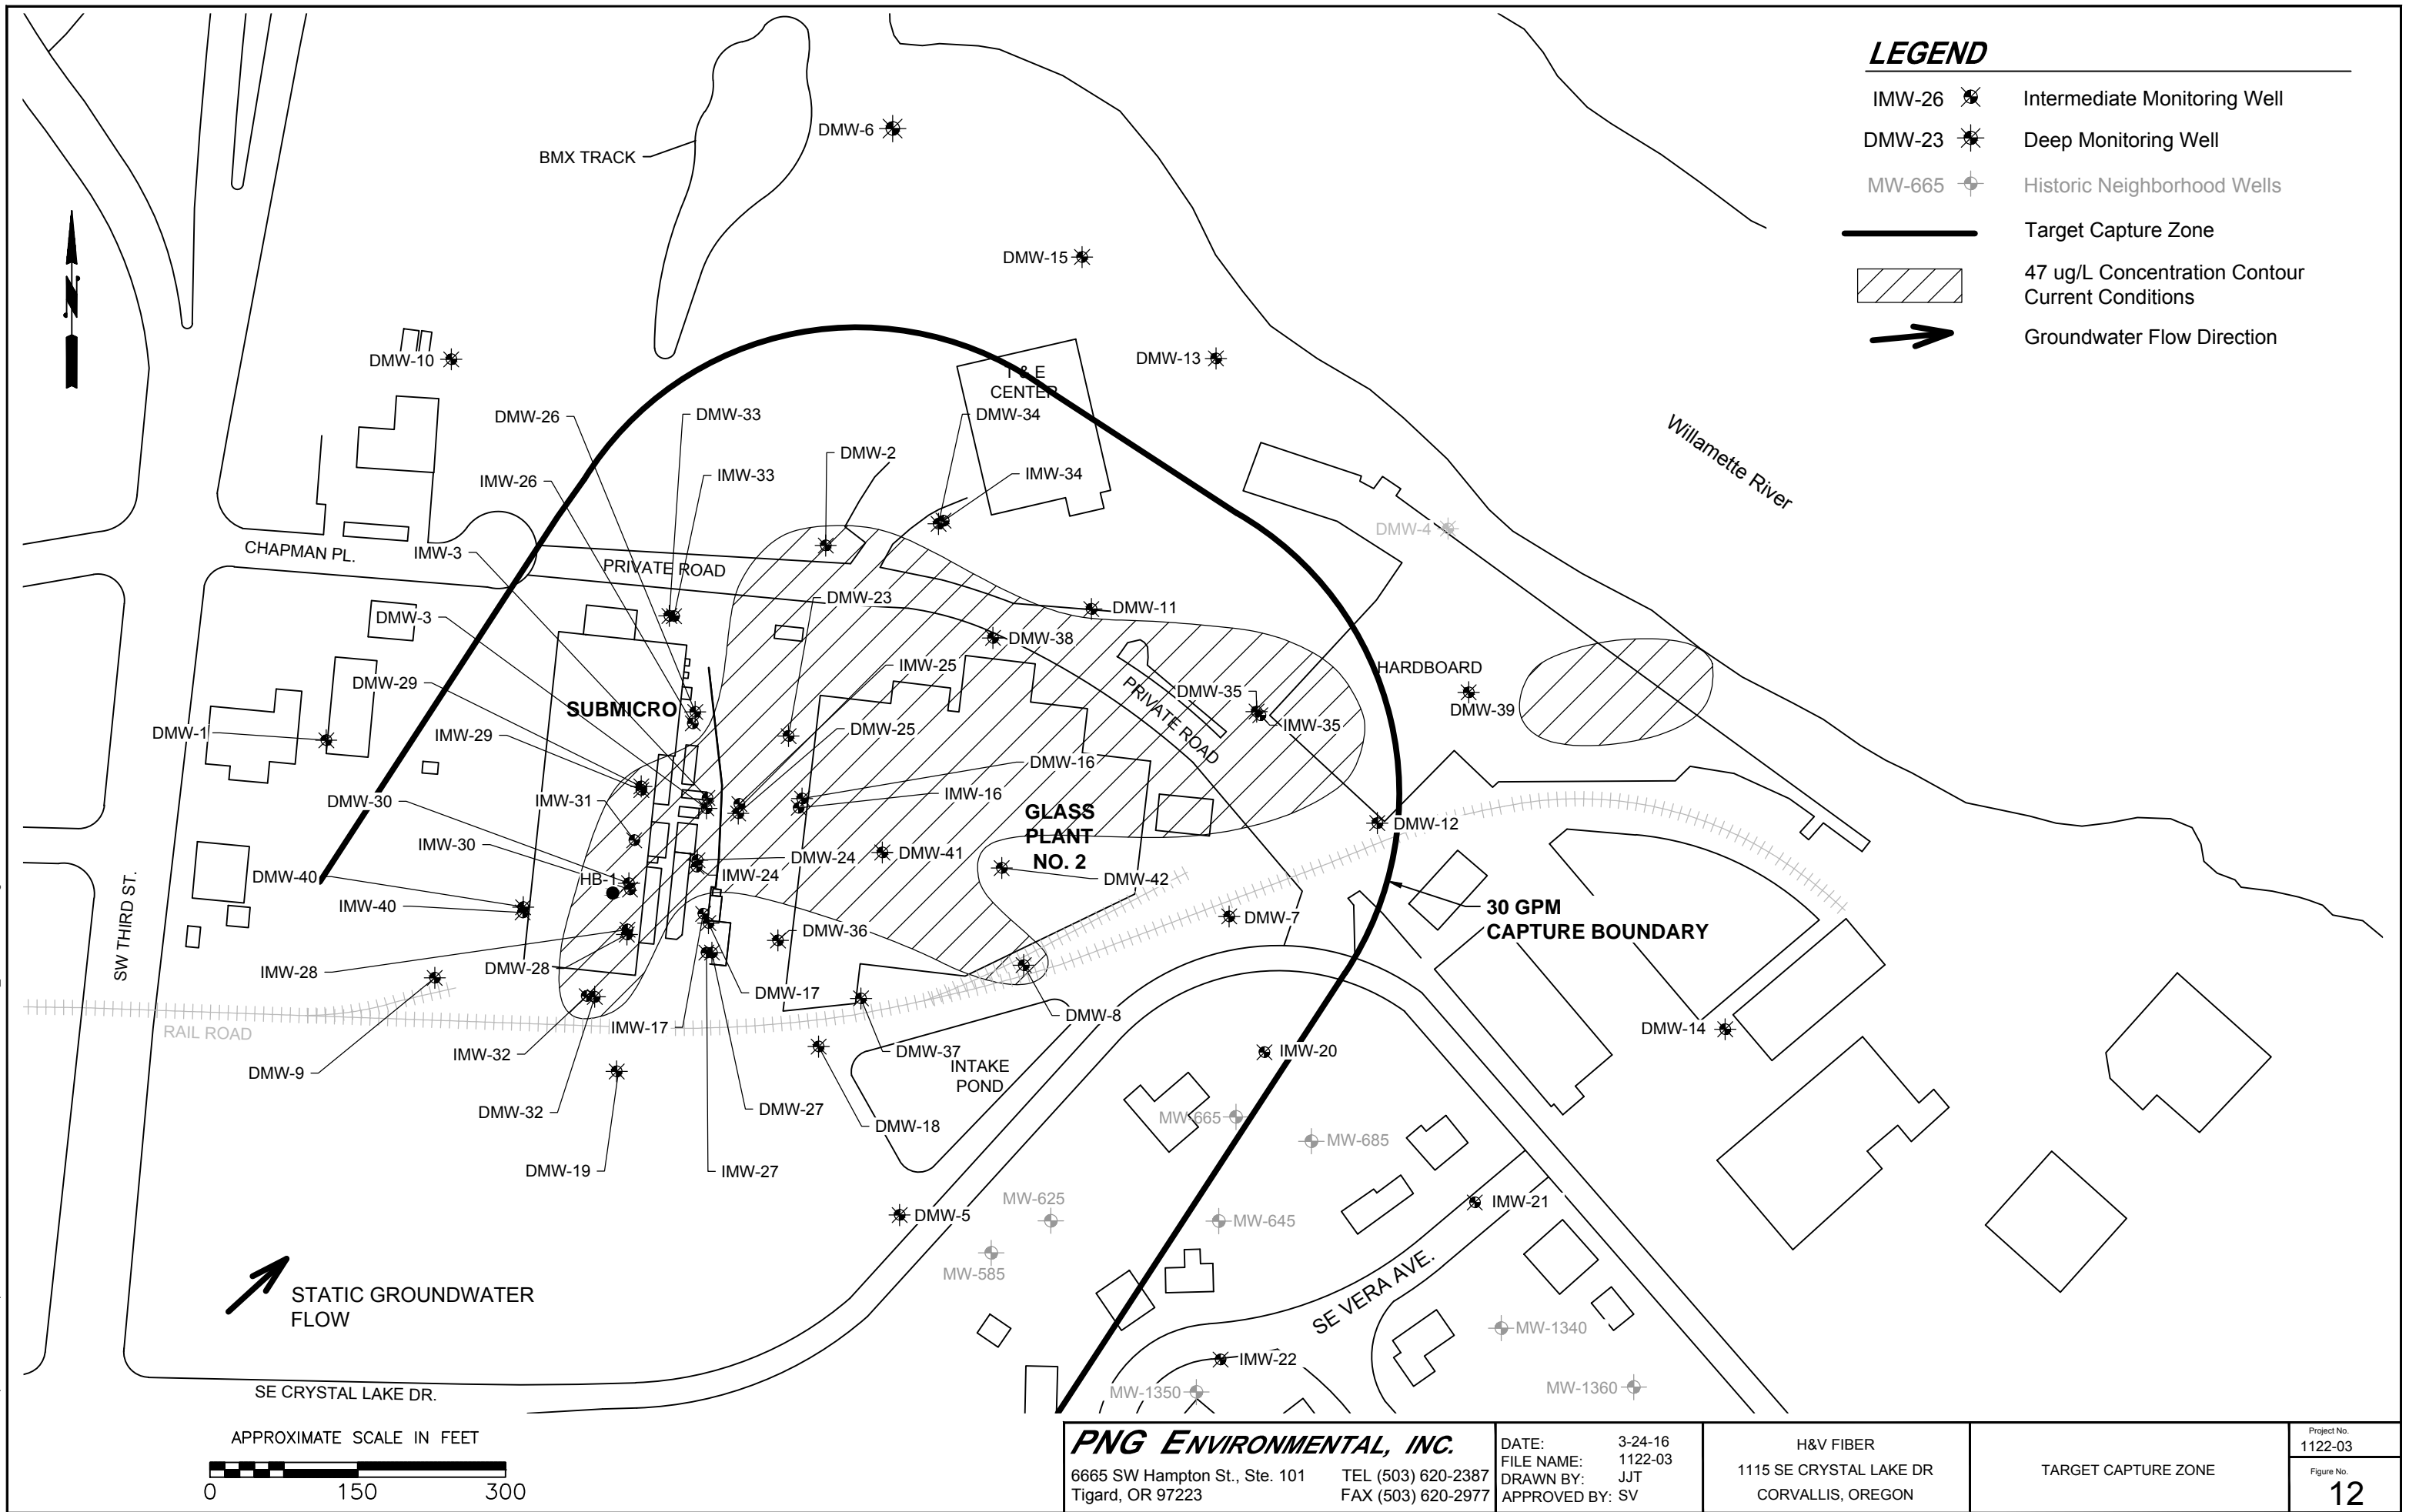 LEGEND
IMW-26 Intermediate Monitoring Well
DMW-23 Deep Monitoring Well
MW-665 Historic Neighborhood Wells
Target Capture Zone
47 ug/L Concentration Contour
Current Conditions
Groundwater Flow Direction
N
DMW-6
BMX TRACK
DMW-15
DMW-10
DMW-13
T & E
CENTER
DMW-26
DMW-33
DMW-34
Willamette River
DMW-2
IMW-26
IMW-33
IMW-34
DMW-4
CHAPMAN PL.
IMW-3
PRIVATE ROAD
DMW-23
DMW-11
DMW-3
DMW-38
IMW-25
HARDBOARD
DMW-29
DMW-35
PRIVATE ROAD
SUBMICRO
DMW-39
DMW-1
IMW-29
DMW-25
IMW-35
DMW-16
DMW-30
IMW-31
IMW-16
GLASS
PLANT
NO. 2
DMW-12
IMW-30
DMW-24
DMW-41
DMW-40
HB-1
IMW-24
DMW-42
IMW-40
30 GPM
CAPTURE BOUNDARY
DMW-7
DMW-36
SW THIRD ST.
IMW-28
DMW-28
DMW-17
DMW-8
RAIL ROAD
IMW-17
DMW-14
IMW-32
DMW-37
IMW-20
DMW-9
INTAKE
POND
DMW-32
DMW-27
DMW-18
MW-665
MW-685
DMW-19
IMW-27
MW-625
IMW-21
DMW-5
MW-645
MW-585
SE VERA AVE.
STATIC GROUNDWATER
FLOW
MW-1340
IMW-22
SE CRYSTAL LAKE DR.
MW-1350
MW-1360
APPROXIMATE SCALE IN FEET
0 150 300
PNG ENVIRONMENTAL, INC.
6665 SW Hampton St., Ste. 101 TEL (503) 620-2387
Tigard, OR 97223 FAX (503) 620-2977
DATE: 3-24-16
FILE NAME: 1122-03
DRAWN BY: JJT
APPROVED BY: SV
H&V FIBER
1115 SE CRYSTAL LAKE DR
CORVALLIS, OREGON
TARGET CAPTURE ZONE
Project No.
1122-03
Figure No.
12